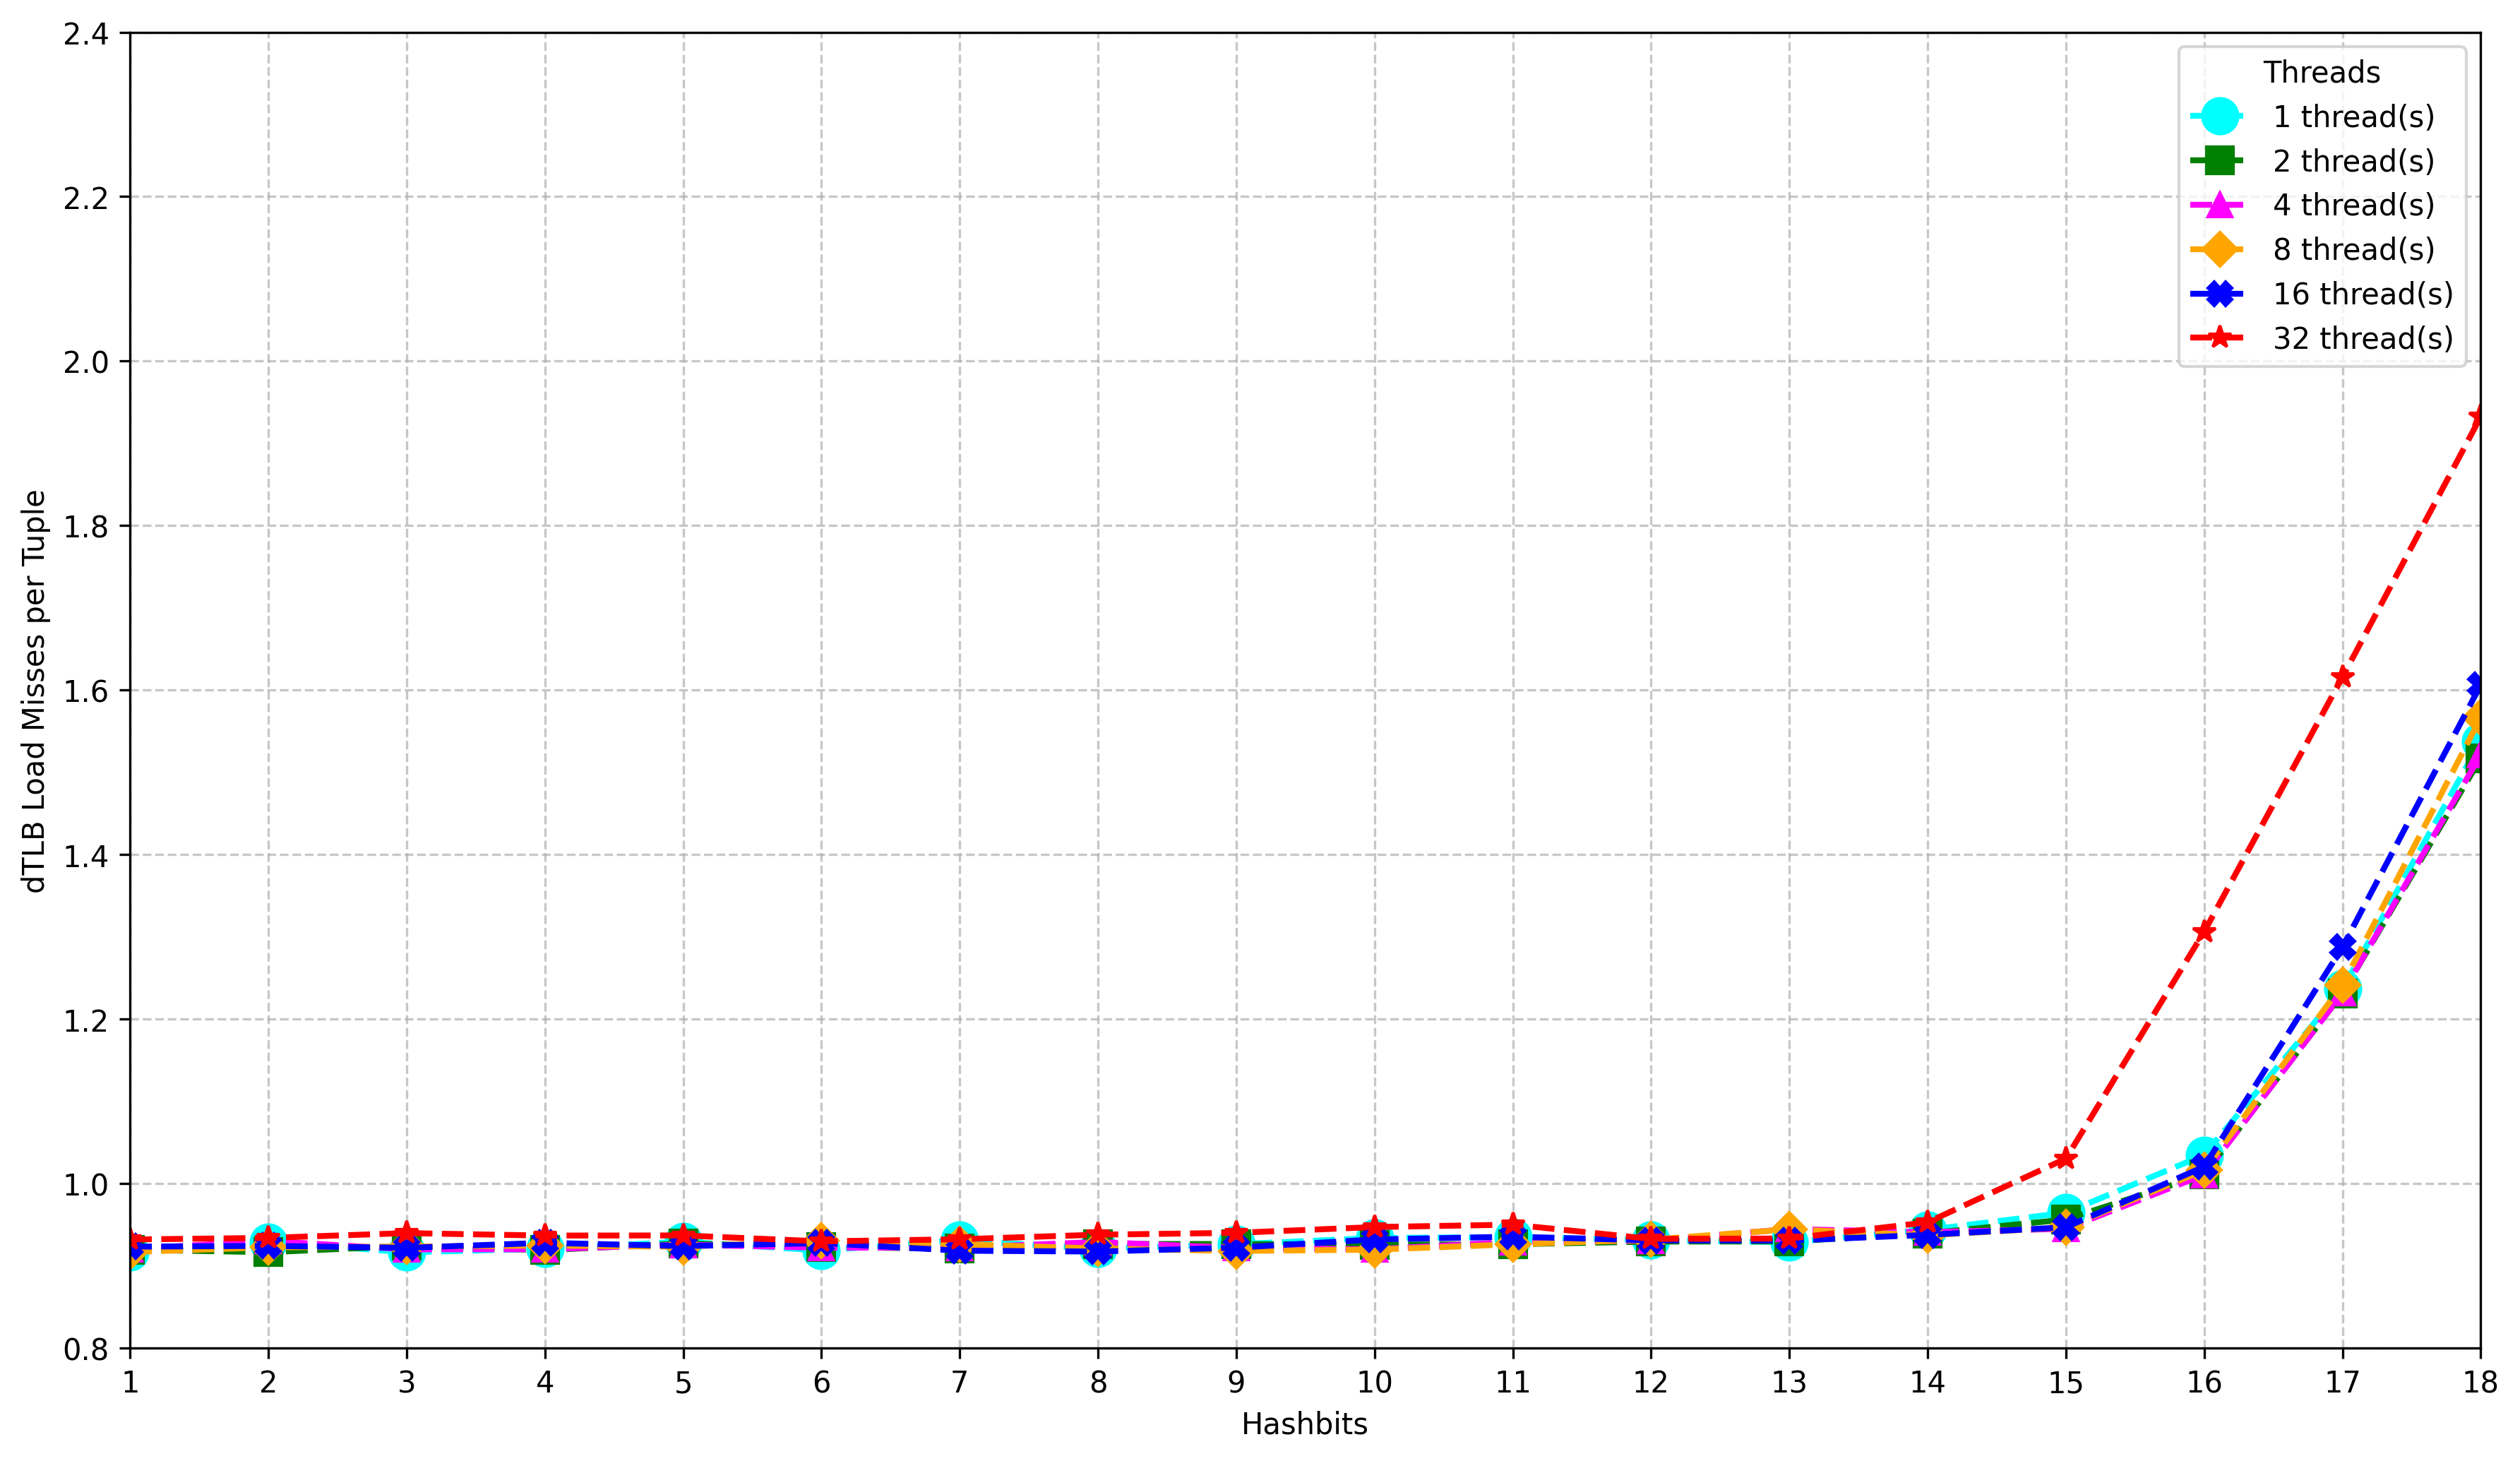 2.4
2.2
2.0
1.8
1.6
1.4
1.2
1.0
0.8
dTLB Load Misses per Tuple
Threads
1 thread(s)
2 thread(s)
4 thread(s)
8 thread(s)
16 thread(s)
32 thread(s)
1 2 3 4 5 6 7 8 9 10 11 12 13 14 15 16 17 18
Hashbits